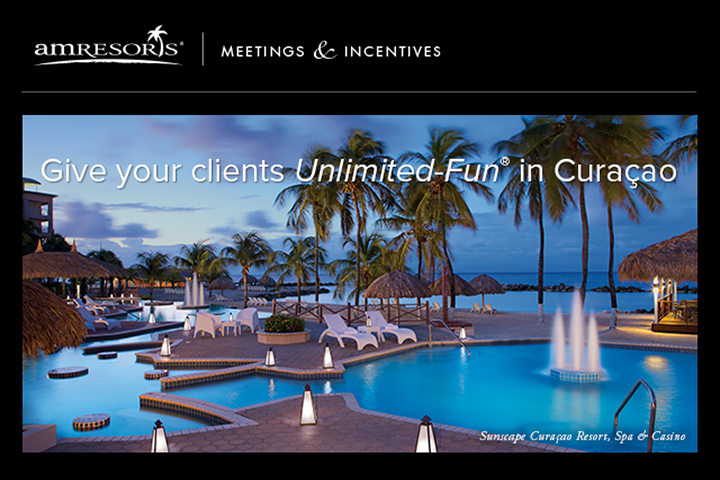 AMRESORTS® MEETINGS & INCENTIVES
Give your clients Unlimited-Fun® in Curaçao
Sunscape Curaçao Resort, Spa & Casino